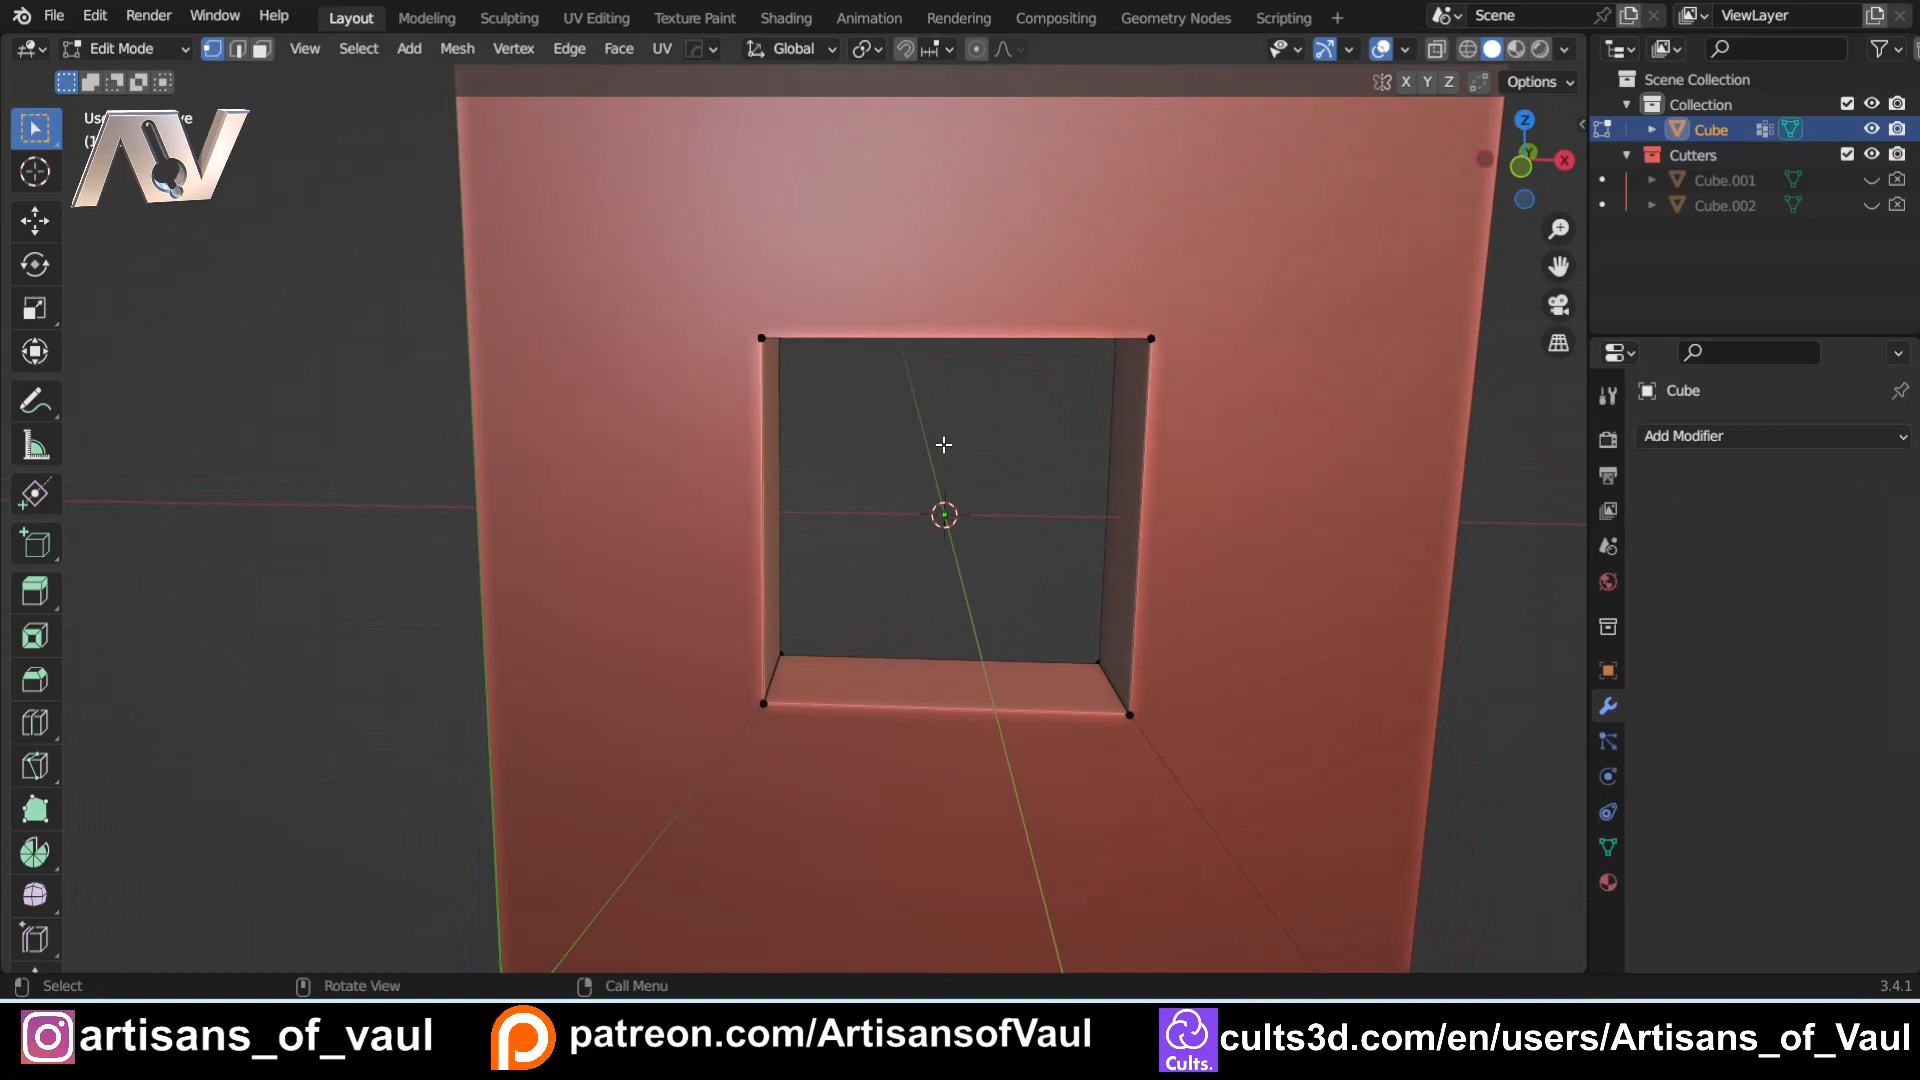 File Edit Render Window Help Layout Modeling Sculpting UV Editing Texture Paint Shading Animation Rendering Compositing Geometry Nodes Scripting + Scene ViewLayer
Edit Mode View Select Add Mesh Vertex Edge Face UV Global
X Y Z Options
Scene Collection
Collection
Cube
Cutters
Cube.001
Cube.002
Z
Y
X
AV
Cube
Add Modifier
Select Rotate View Call Menu 3.4.1
artisans_of_vaul patreon.com/ArtisansofVaul Cults. cults3d.com/en/users/Artisans_of_Vaul